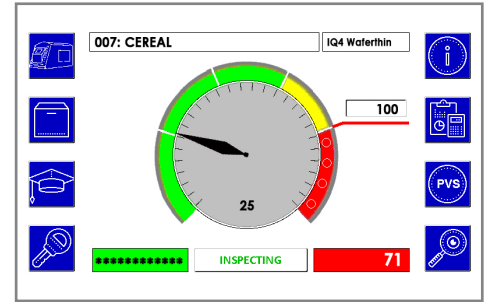 007: CEREAL
IQ4 Waferthin
100
PVS
25
************
INSPECTING
71